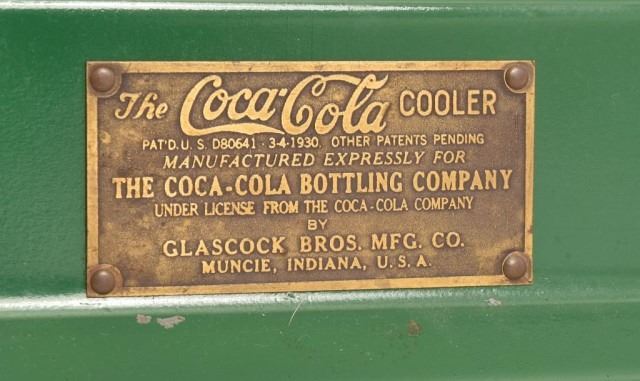 The Coca-Cola COOLER
PAT'D. U. S. D80641 · 3-4-1930. OTHER PATENTS PENDING
MANUFACTURED EXPRESSLY FOR
THE COCA-COLA BOTTLING COMPANY
UNDER LICENSE FROM THE COCA-COLA COMPANY
BY
GLASCOCK BROS. MFG. CO.
MUNCIE, INDIANA, U. S. A.